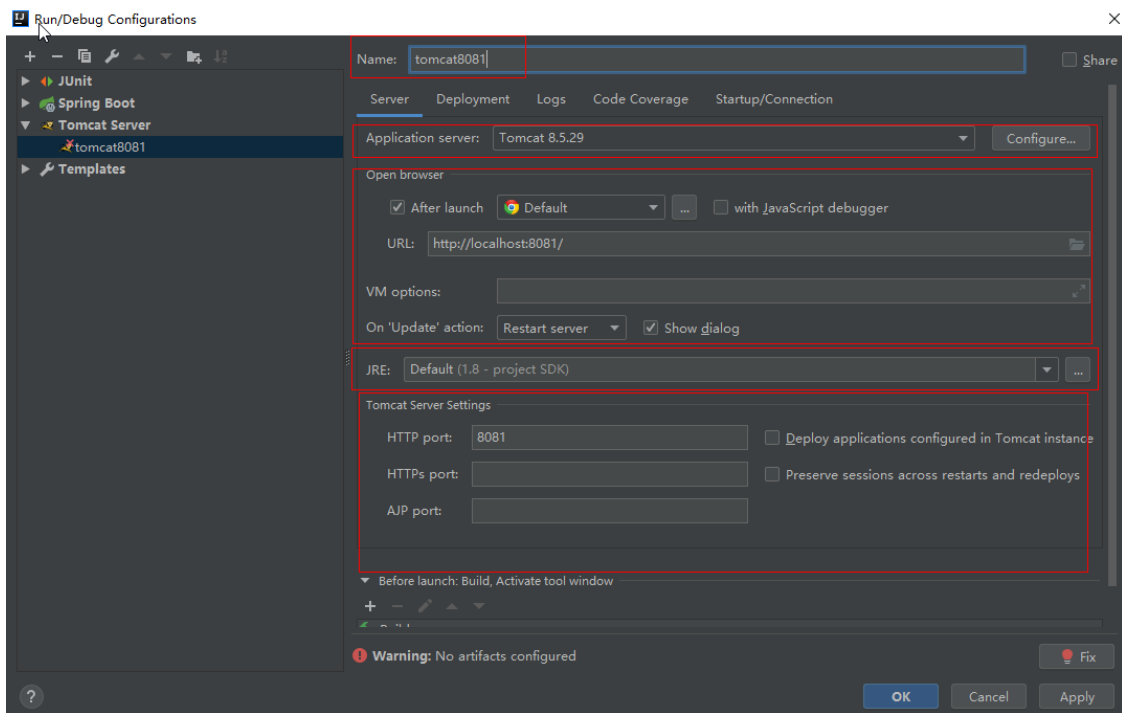 Run/Debug Configurations
Name: tomcat8081
Share
JUnit
Spring Boot
Tomcat Server
tomcat8081
Templates
Server Deployment Logs Code Coverage Startup/Connection
Application server: Tomcat 8.5.29 Configure...
Open browser
After launch Default ... with JavaScript debugger
URL: http://localhost:8081/
VM options:
On 'Update' action: Restart server Show dialog
JRE: Default (1.8 - project SDK) ...
Tomcat Server Settings
HTTP port: 8081 Deploy applications configured in Tomcat instance
HTTPs port: Preserve sessions across restarts and redeploys
AJP port:
Before launch: Build, Activate tool window
Warning: No artifacts configured Fix
? OK Cancel Apply